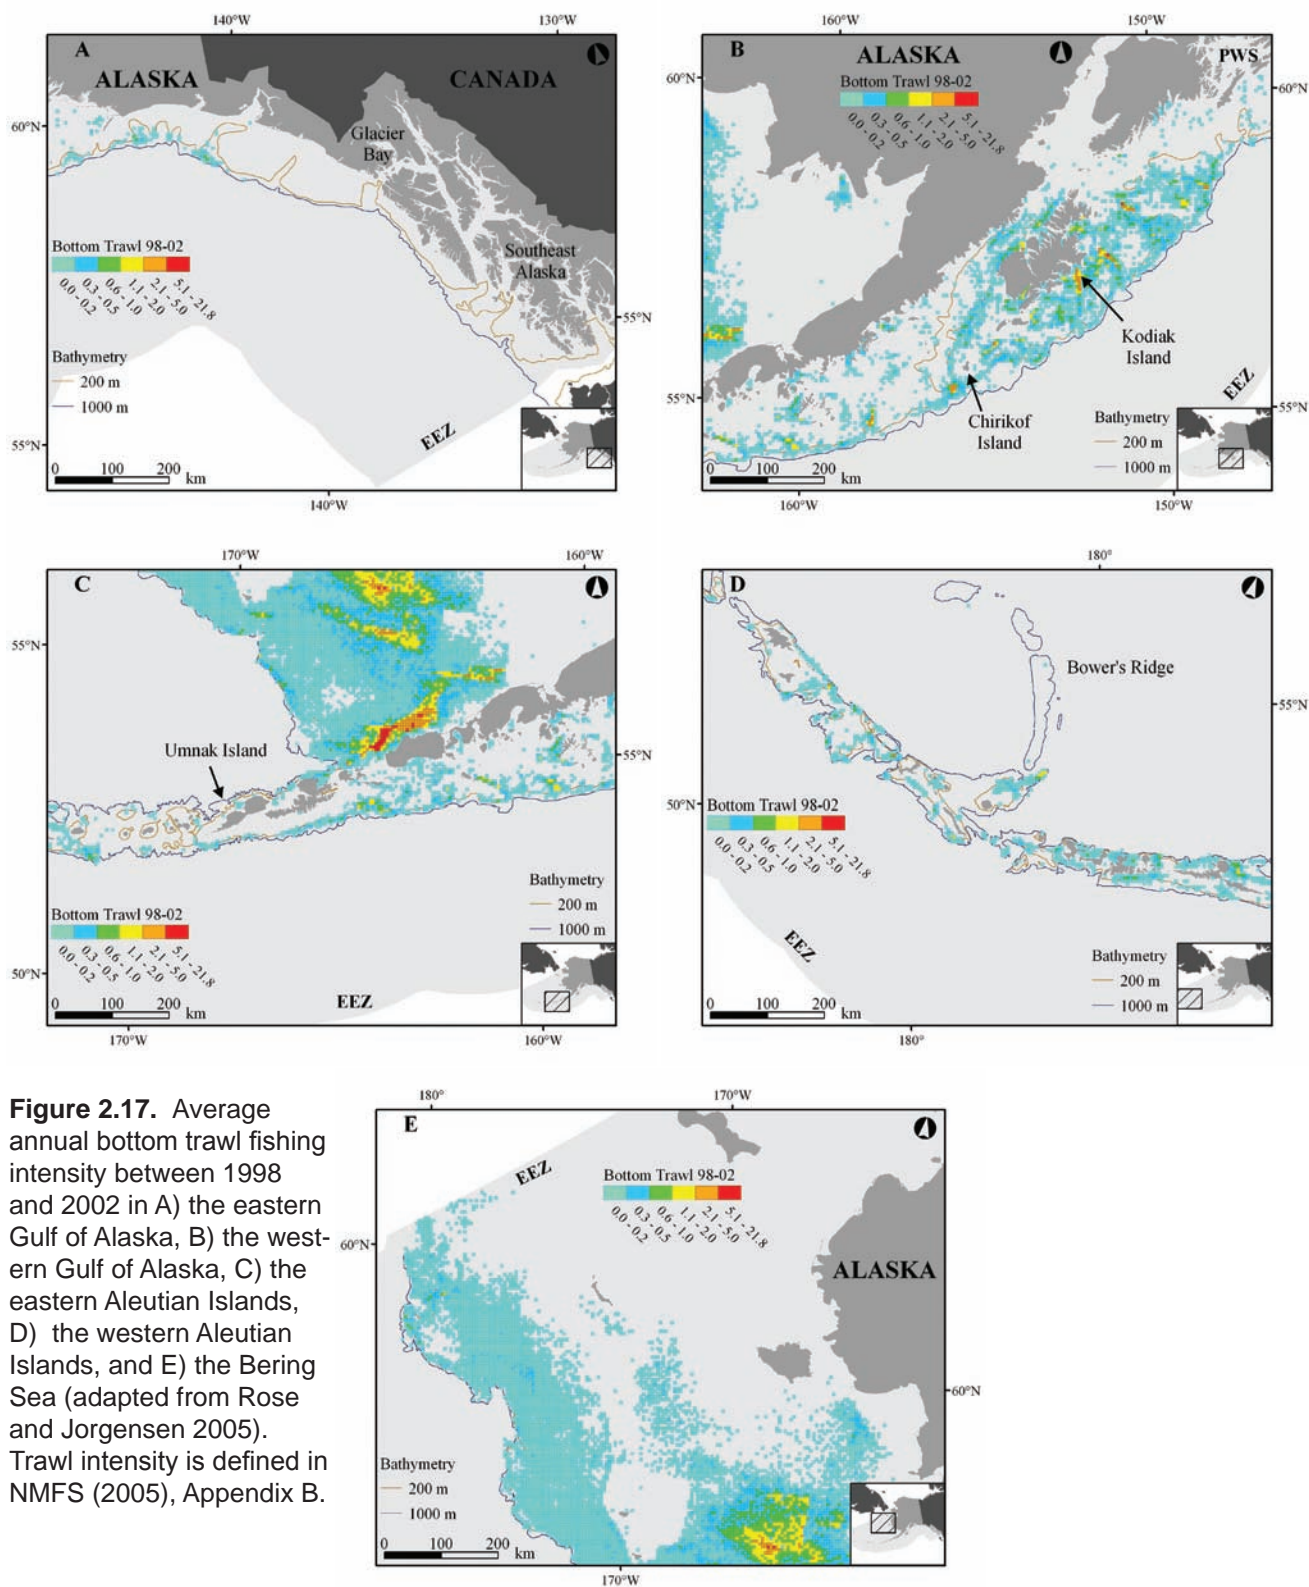 140°W
130°W
A
ALASKA
CANADA
60°N
Glacier
Bay
Bottom Trawl 98-02
0.0 - 0.2
0.3 - 0.5
0.6 - 1.0
1.1 - 2.0
2.1 - 5.0
5.1 - 21.8
Southeast
Alaska
55°N
Bathymetry
200 m
1000 m
EEZ
55°N
0
100
200
km
140°W
160°W
150°W
B
ALASKA
PWS
Bottom Trawl 98-02
0.0 - 0.2
0.3 - 0.5
0.6 - 1.0
1.1 - 2.0
2.1 - 5.0
5.1 - 21.8
60°N
60°N
Kodiak
Island
EEZ
55°N
Chirikof
Island
55°N
Bathymetry
200 m
1000 m
0
100
200
km
160°W
150°W
170°W
160°W
C
55°N
Umnak Island
55°N
Bathymetry
200 m
1000 m
Bottom Trawl 98-02
0.0 - 0.2
0.3 - 0.5
0.6 - 1.0
1.1 - 2.0
2.1 - 5.0
5.1 - 21.8
50°N
EEZ
0
100
200
km
170°W
160°W
180°
D
Bower's Ridge
55°N
50°N
Bottom Trawl 98-02
0.0 - 0.2
0.3 - 0.5
0.6 - 1.0
1.1 - 2.0
2.1 - 5.0
5.1 - 21.8
EEZ
Bathymetry
200 m
1000 m
0
100
200
km
180°
Figure 2.17. Average
annual bottom trawl fishing
intensity between 1998
and 2002 in A) the eastern
Gulf of Alaska, B) the west-
ern Gulf of Alaska, C) the
eastern Aleutian Islands,
D) the western Aleutian
Islands, and E) the Bering
Sea (adapted from Rose
and Jorgensen 2005).
Trawl intensity is defined in
NMFS (2005), Appendix B.
180°
170°W
E
EEZ
Bottom Trawl 98-02
0.0 - 0.2
0.3 - 0.5
0.6 - 1.0
1.1 - 2.0
2.1 - 5.0
5.1 - 21.8
60°N
ALASKA
60°N
Bathymetry
200 m
1000 m
0
100
200
km
170°W